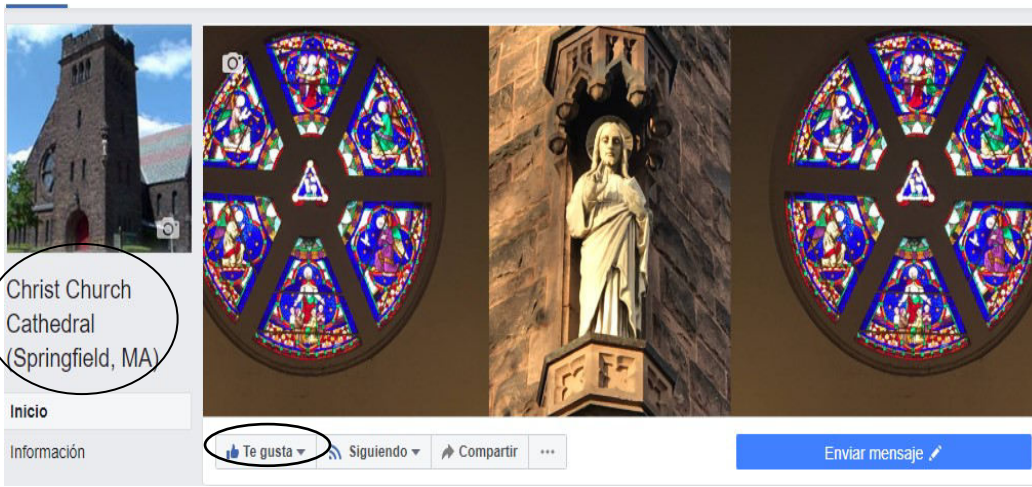 Christ Church
Cathedral
(Springfield, MA)
Inicio
Información
Te gusta
Siguiendo
Compartir
Enviar mensaje